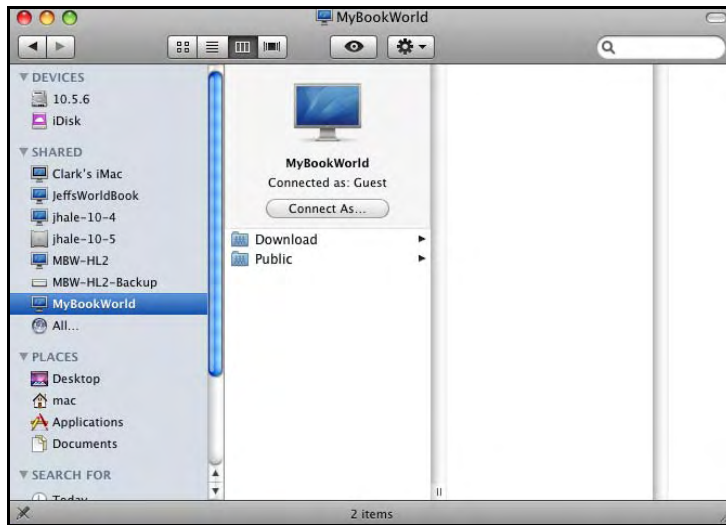 MyBookWorld
DEVICES
10.5.6
iDisk
SHARED
Clark's iMac
JeffsWorldBook
jhale-10-4
jhale-10-5
MBW-HL2
MBW-HL2-Backup
MyBookWorld
All...
PLACES
Desktop
mac
Applications
Documents
SEARCH FOR
Today
MyBookWorld
Connected as: Guest
Connect As...
Download
Public
2 items